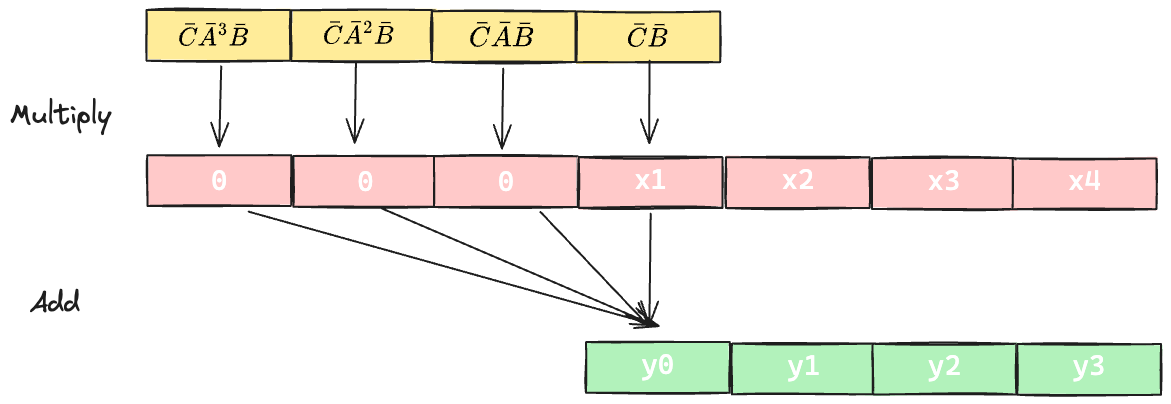 C̄Ā³B̄ C̄Ā²B̄ C̄ĀB̄ C̄B̄
Multiply
0 0 0 x1 x2 x3 x4
Add
y0 y1 y2 y3